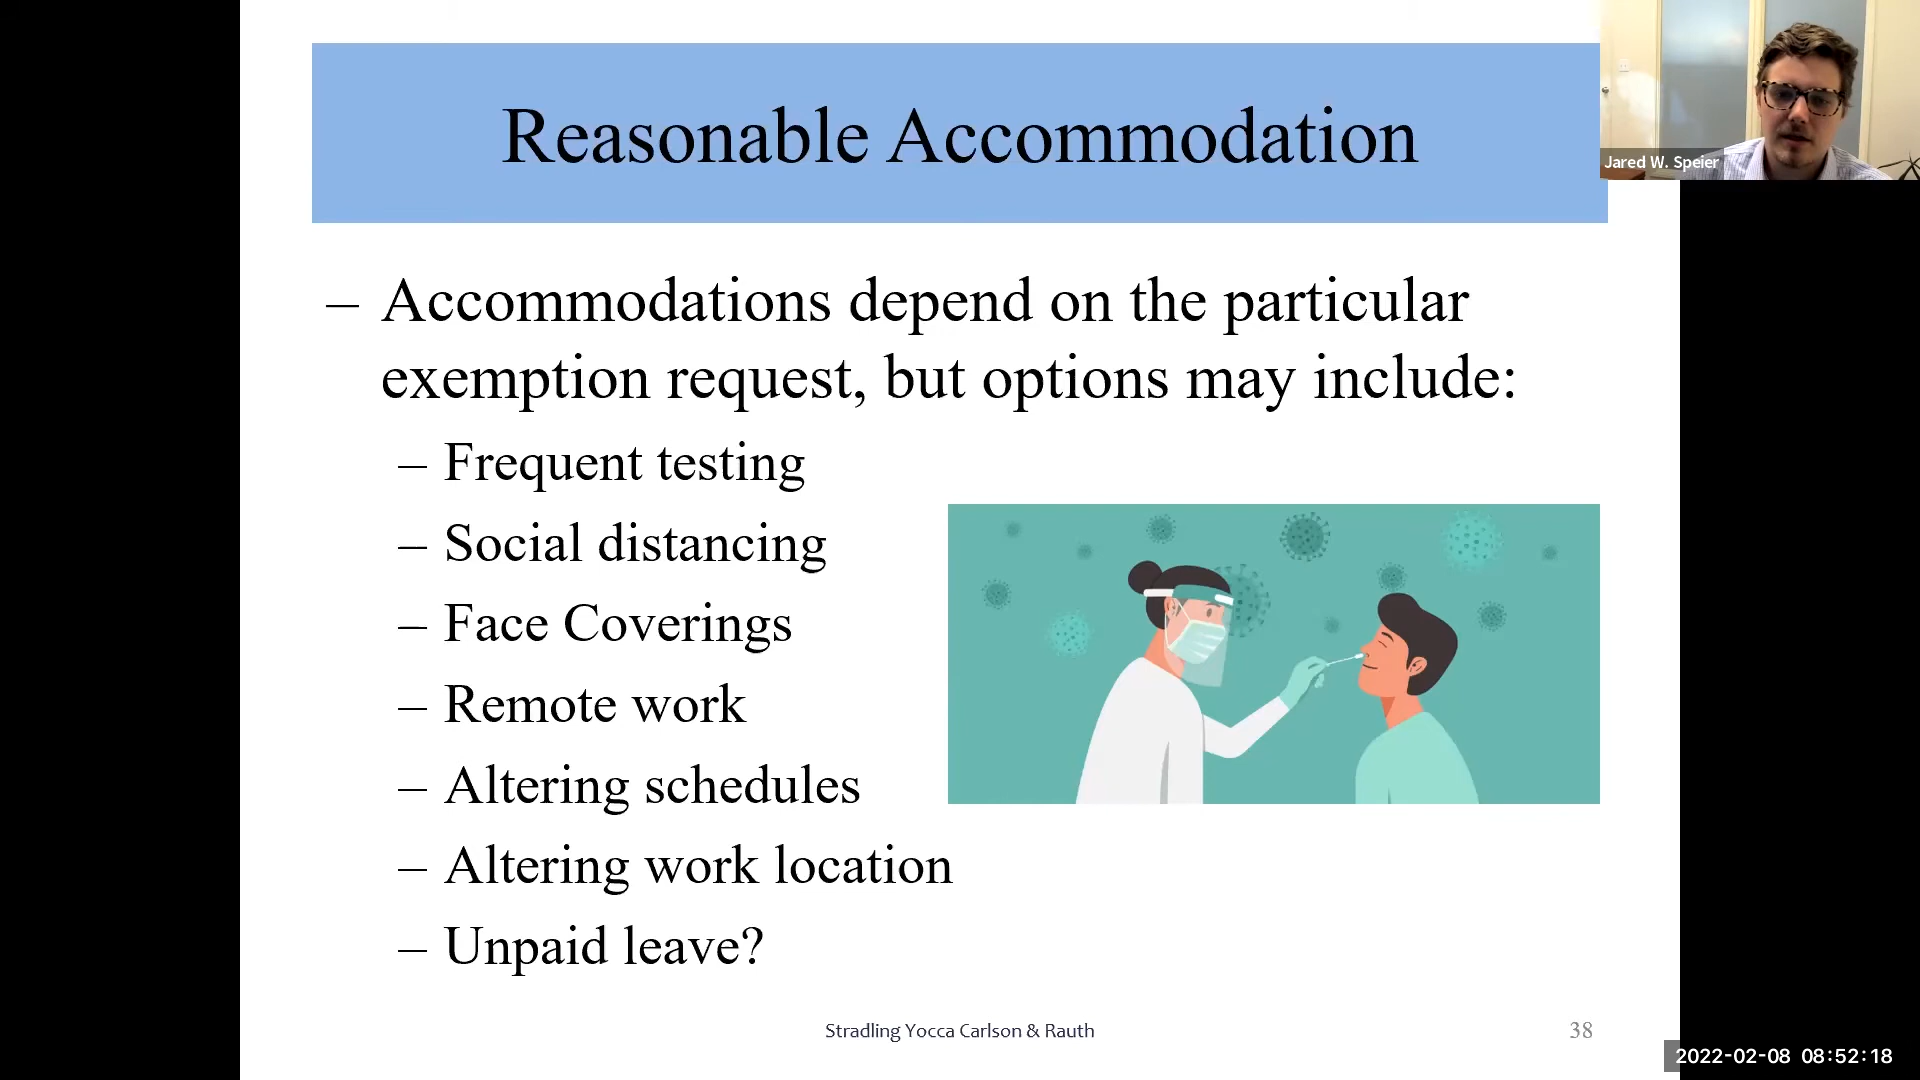 Reasonable Accommodation
Jared W. Speier
– Accommodations depend on the particular
exemption request, but options may include:
– Frequent testing
– Social distancing
– Face Coverings
– Remote work
– Altering schedules
– Altering work location
– Unpaid leave?
Stradling Yocca Carlson & Rauth
38
2022-02-08 08:52:18